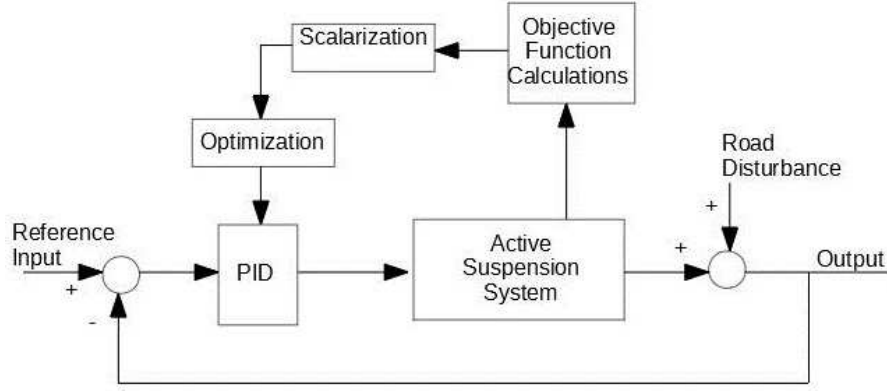 Scalarization
Objective
Function
Calculations
Optimization
Road
Disturbance
+
Reference
Input
+
-
PID
Active
Suspension
System
+
Output